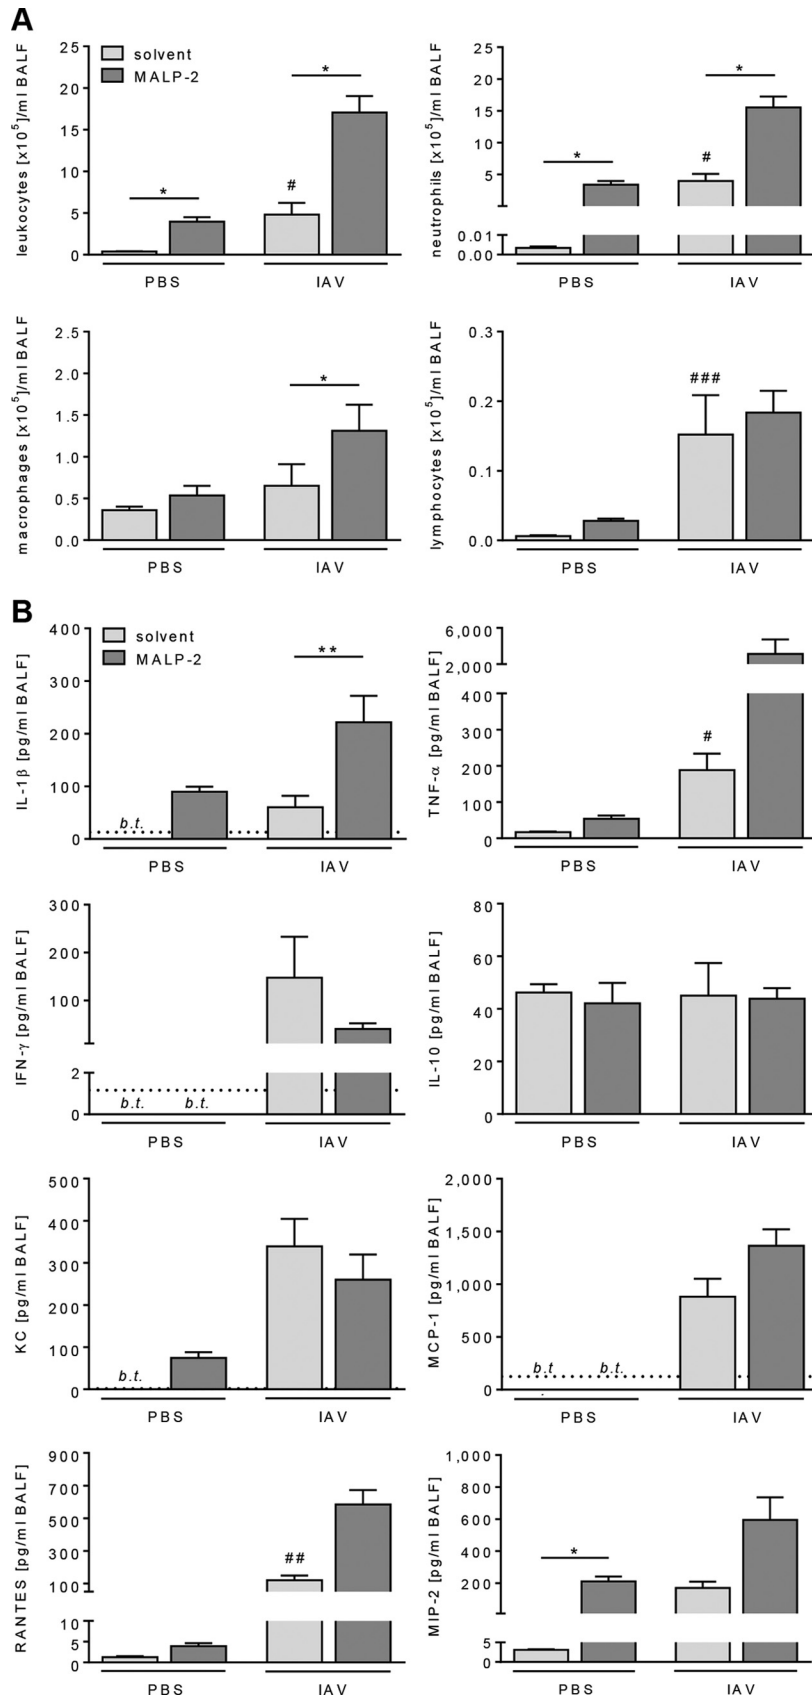 A
leukocytes [x10⁵]/ml BALF
25
20
15
10
5
0
solvent
MALP-2
*
#
*
PBS
IAV
neutrophils [x10⁵]/ml BALF
25
20
15
10
5
0.01
0.00
*
#
*
PBS
IAV
macrophages [x10⁵]/ml BALF
2.5
2.0
1.5
1.0
0.5
0.0
*
PBS
IAV
lymphocytes [x10⁵]/ml BALF
0.3
0.2
0.1
0.0
###
PBS
IAV
B
IL-1β [pg/ml BALF]
400
300
200
100
0
solvent
MALP-2
b.t.
**
PBS
IAV
TNF-α [pg/ml BALF]
6,000
2,000
400
300
200
100
0
#
PBS
IAV
IFN-γ [pg/ml BALF]
300
200
100
2
0
b.t.
b.t.
PBS
IAV
IL-10 [pg/ml BALF]
80
60
40
20
0
PBS
IAV
KC [pg/ml BALF]
500
400
300
200
100
0
b.t.
PBS
IAV
MCP-1 [pg/ml BALF]
2,000
1,500
1,000
500
0
b.t
b.t.
PBS
IAV
RANTES [pg/ml BALF]
900
700
500
300
100
10
5
0
##
PBS
IAV
MIP-2 [pg/ml BALF]
1,000
800
600
400
200
5
0
*
PBS
IAV